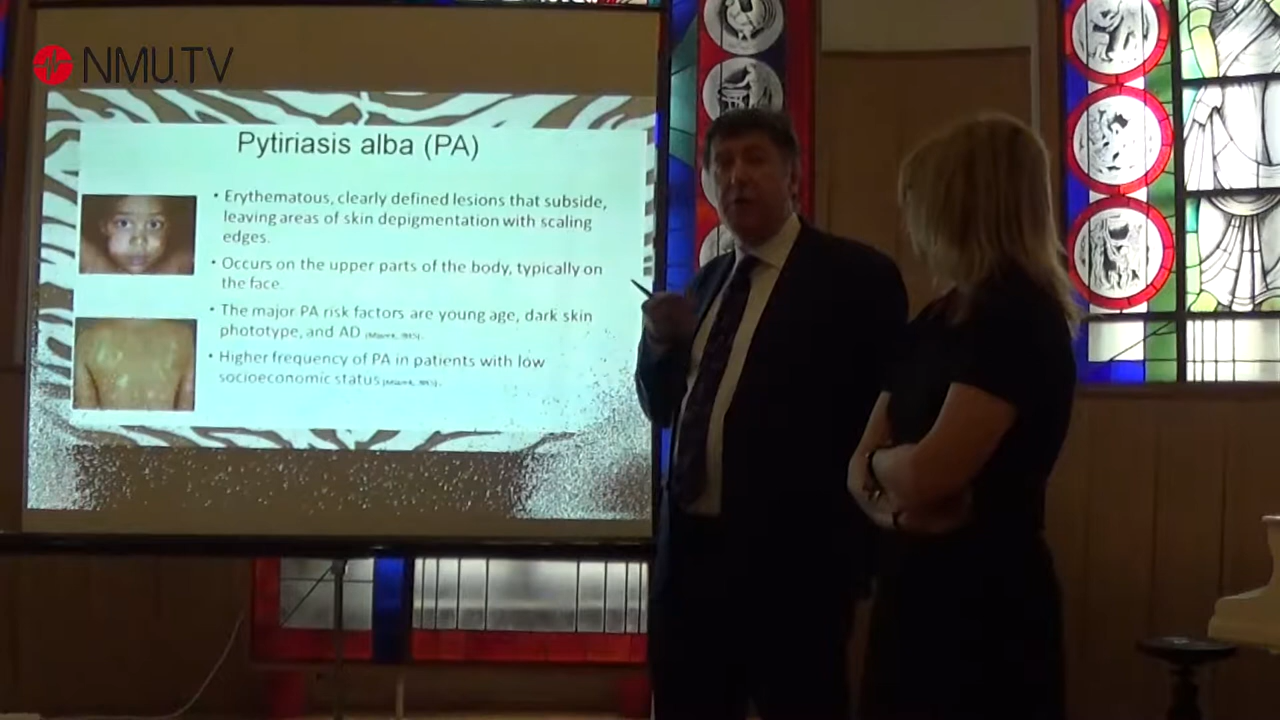 NMU.TV
Pytiriasis alba (PA)
• Erythematous, clearly defined lesions that subside,
leaving areas of skin depigmentation with scaling
edges.
• Occurs on the upper parts of the body, typically on
the face.
• The major PA risk factors are young age, dark skin
phototype, and AD
• Higher frequency of PA in patients with low
socioeconomic status